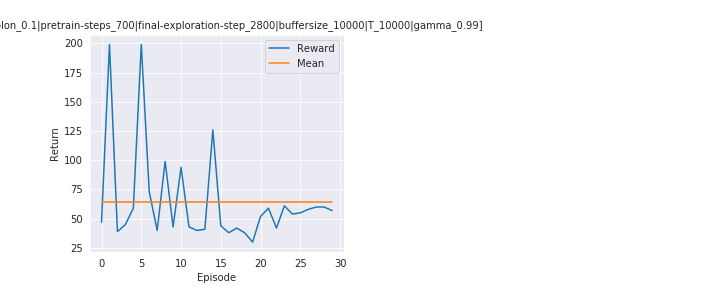 lon_0.1|pretrain-steps_700|final-exploration-step_2800|buffersize_10000|T_10000|gamma_0.99]
200
175
150
125
100
75
50
25
Return
Reward
Mean
0 5 10 15 20 25 30
Episode